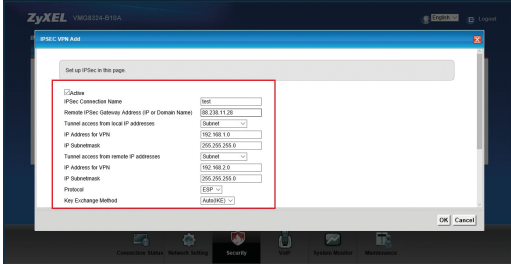 ZyXEL VMG8324-B10A
English
Logout
IPSEC VPN Add
Set up IPSec in this page.
Active
IPSec Connection Name test
Remote IPSec Gateway Address (IP or Domain Name) 88.238.11.28
Tunnel access from local IP addresses Subnet
IP Address for VPN 192.168.1.0
IP Subnetmask 255.255.255.0
Tunnel access from remote IP addresses Subnet
IP Address for VPN 192.168.2.0
IP Subnetmask 255.255.255.0
Protocol ESP
Key Exchange Method Auto(IKE)
OK Cancel
Connection Status Network Setting Security VoIP System Monitor Maintenance